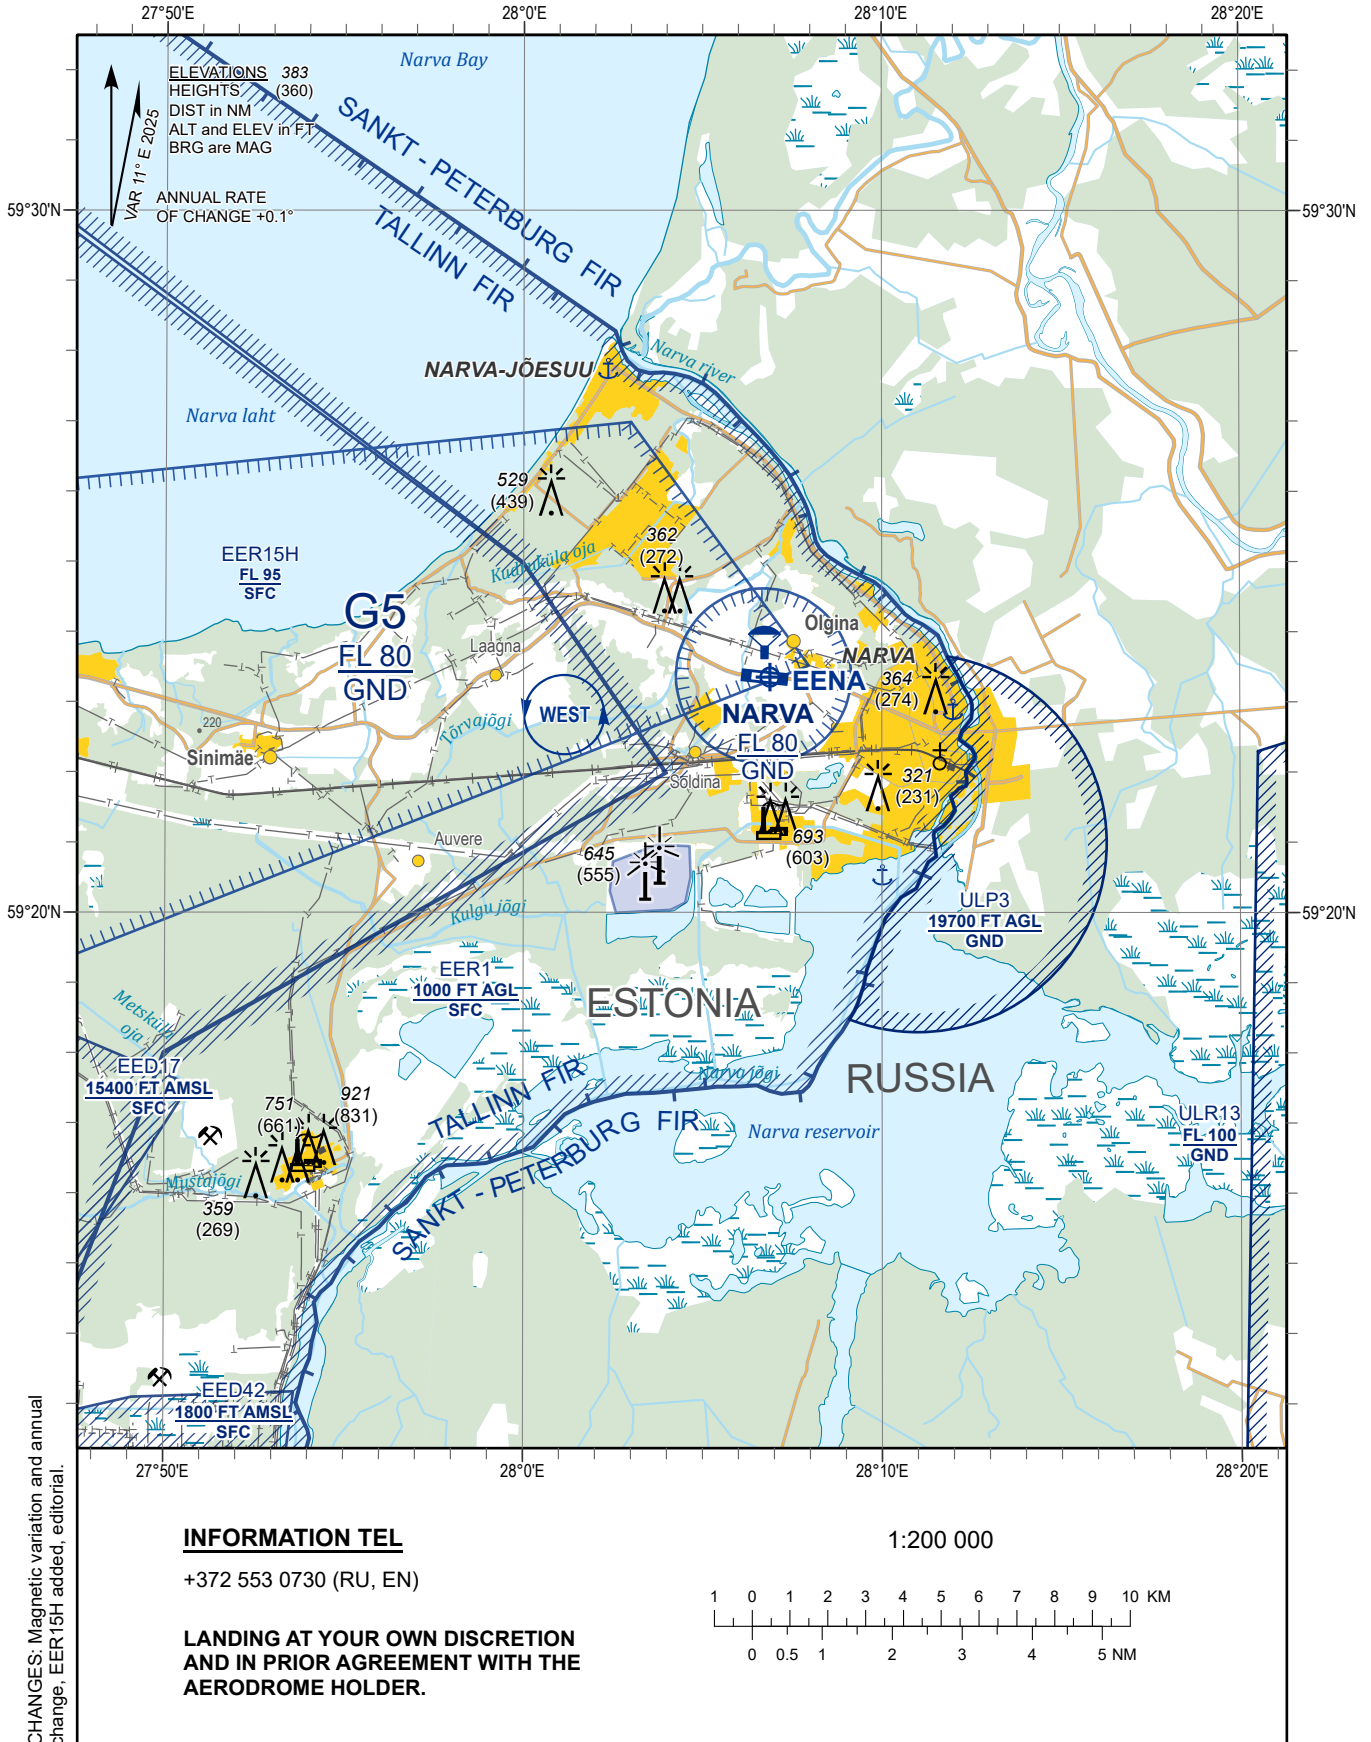 27°50'E
28°0'E
28°10'E
28°20'E
Narva Bay
ELEVATIONS 383
HEIGHTS (360)
DIST in NM
ALT and ELEV in FT
BRG are MAG
VAR 11° E 2025
ANNUAL RATE
OF CHANGE +0.1°
SANKT - PETERBURG FIR
TALLINN FIR
59°30'N
59°30'N
NARVA-JÕESUU
Narva river
Narva laht
529
(439)
362
(272)
Kudruküla oja
EER15H
FL 95
SFC
G5
FL 80
GND
Laagna
Olgina
NARVA
364
(274)
EENA
NARVA
FL 80
GND
WEST
Tõrvajõgi
220
Sinimäe
Soldina
321
(231)
Auvere
645
(555)
693
(603)
Kulgu jõgi
ULP3
19700 FT AGL
GND
59°20'N
59°20'N
EER1
1000 FT AGL
SFC
ESTONIA
Metsküla
oja
EED17
15400 FT AMSL
SFC
TALLINN FIR
Narva jõgi
RUSSIA
751
(661)
921
(831)
SANKT - PETERBURG FIR
Narva reservoir
ULR13
FL 100
GND
Mustajõgi
359
(269)
EED42
1800 FT AMSL
SFC
27°50'E
28°0'E
28°10'E
28°20'E
CHANGES: Magnetic variation and annual
change, EER15H added, editorial.
INFORMATION TEL
+372 553 0730 (RU, EN)
LANDING AT YOUR OWN DISCRETION
AND IN PRIOR AGREEMENT WITH THE
AERODROME HOLDER.
1:200 000
1 0 1 2 3 4 5 6 7 8 9 10 KM
0 0.5 1 2 3 4 5 NM